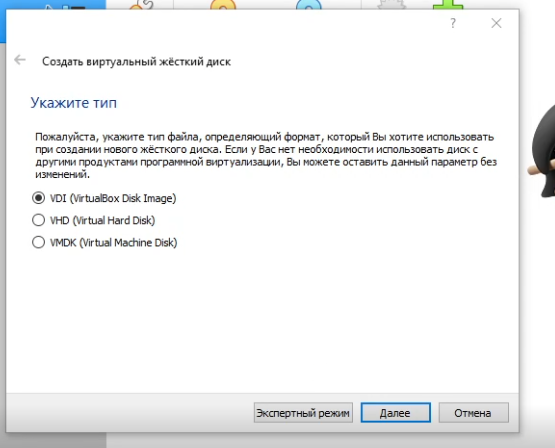 ?
Создать виртуальный жёсткий диск
Укажите тип
Пожалуйста, укажите тип файла, определяющий формат, который Вы хотите использовать
при создании нового жёсткого диска. Если у Вас нет необходимости использовать диск с
другими продуктами программной виртуализации, Вы можете оставить данный параметр без
изменений.
VDI (VirtualBox Disk Image)
VHD (Virtual Hard Disk)
VMDK (Virtual Machine Disk)
Экспертный режим Далее Отмена